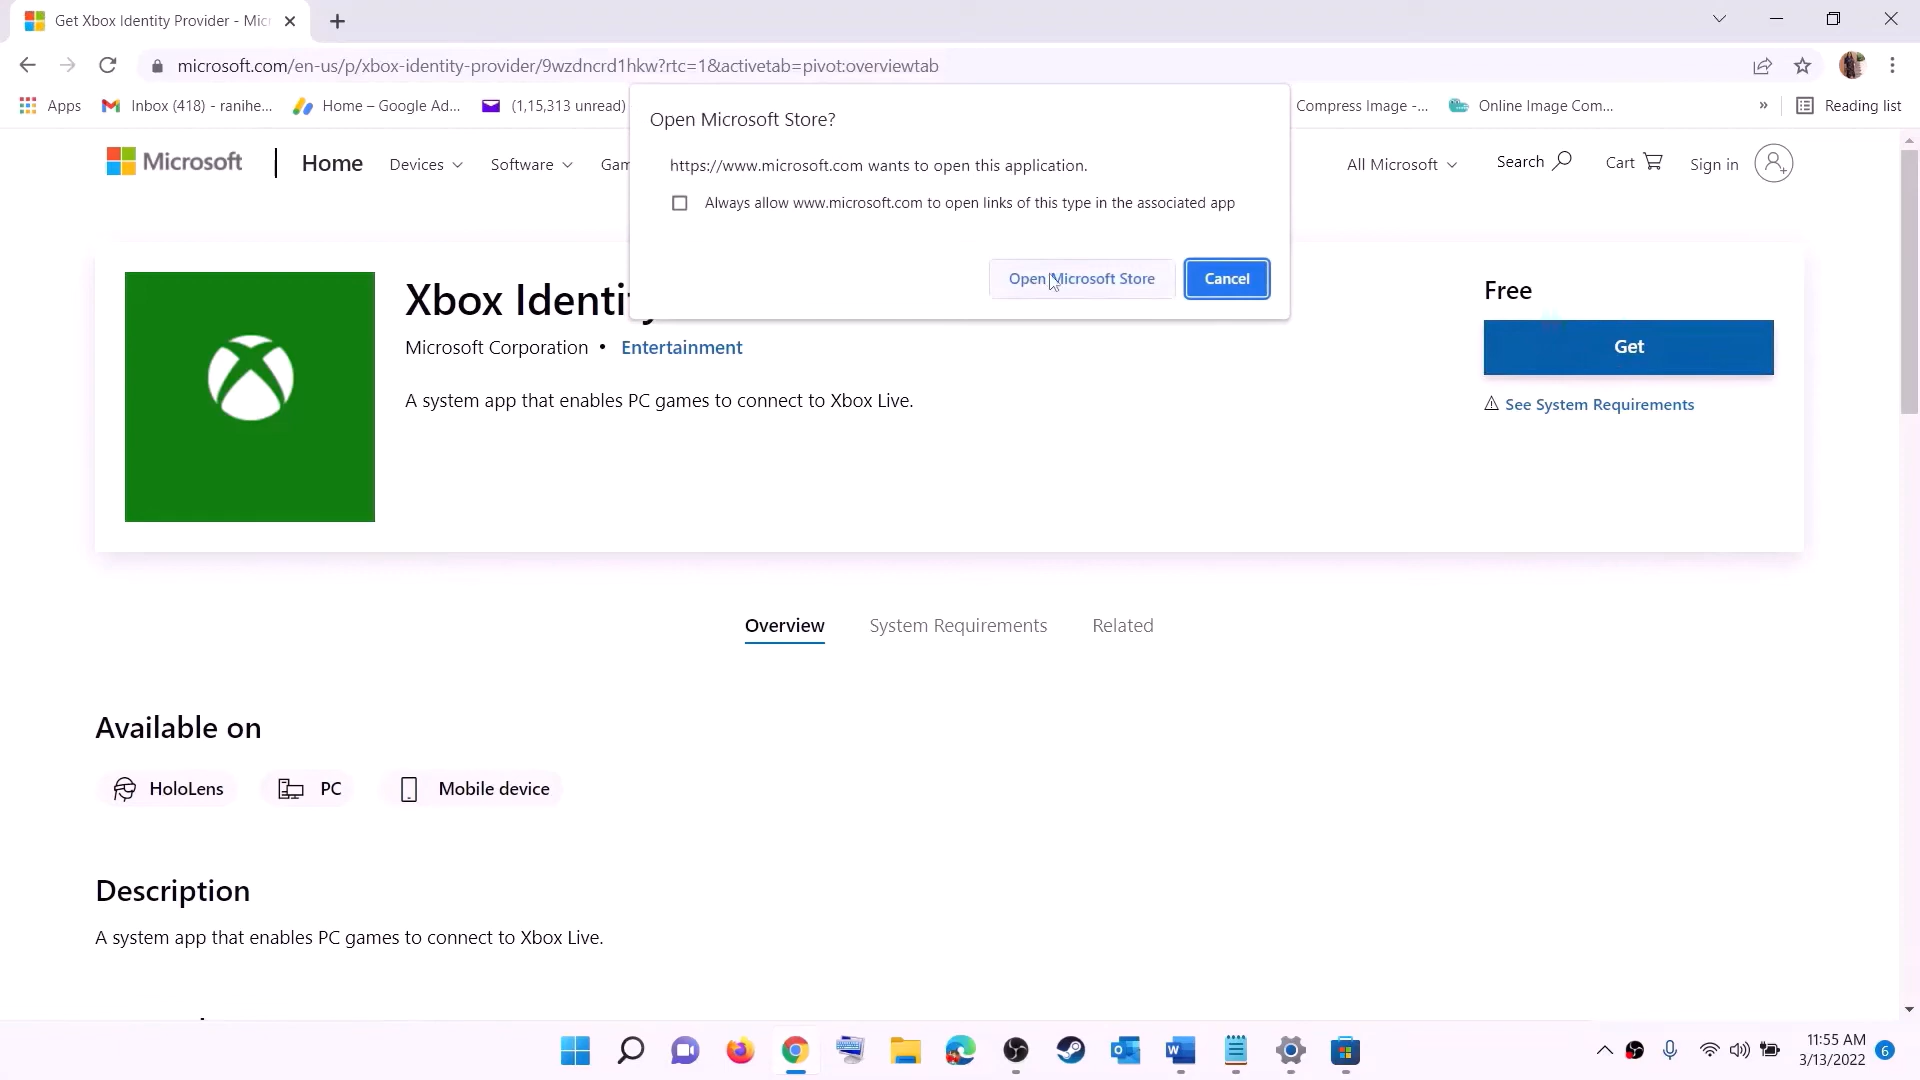 Get Xbox Identity Provider - Micr
microsoft.com/en-us/p/xbox-identity-provider/9wzdncrd1hkw?rtc=1&activetab=pivot:overviewtab
Apps
Inbox (418) - ranihe...
Home – Google Ad...
(1,15,313 unread)
Compress Image -...
Online Image Com...
»
Reading list
Open Microsoft Store?
https://www.microsoft.com wants to open this application.
Always allow www.microsoft.com to open links of this type in the associated app
Open Microsoft Store
Cancel
Microsoft
Home
Devices
Software
Gam
All Microsoft
Search
Cart
Sign in
Xbox Identity
Microsoft Corporation • Entertainment
A system app that enables PC games to connect to Xbox Live.
Free
Get
See System Requirements
Overview
System Requirements
Related
Available on
HoloLens
PC
Mobile device
Description
A system app that enables PC games to connect to Xbox Live.
11:55 AM
3/13/2022
6